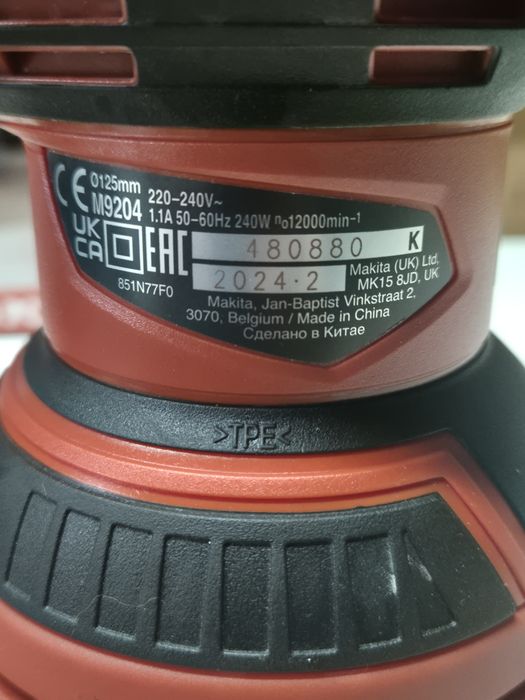 CE Ø125mm 220-240V~
M9204 1.1A 50-60Hz 240W n₀12000min⁻¹
UK
CA EAC 480880 K
2024·2 Makita (UK) Ltd,
851N77F0 MK15 8JD, UK
Makita, Jan-Baptist Vinkstraat 2,
3070, Belgium / Made in China
Сделано в Китае
>TPE<